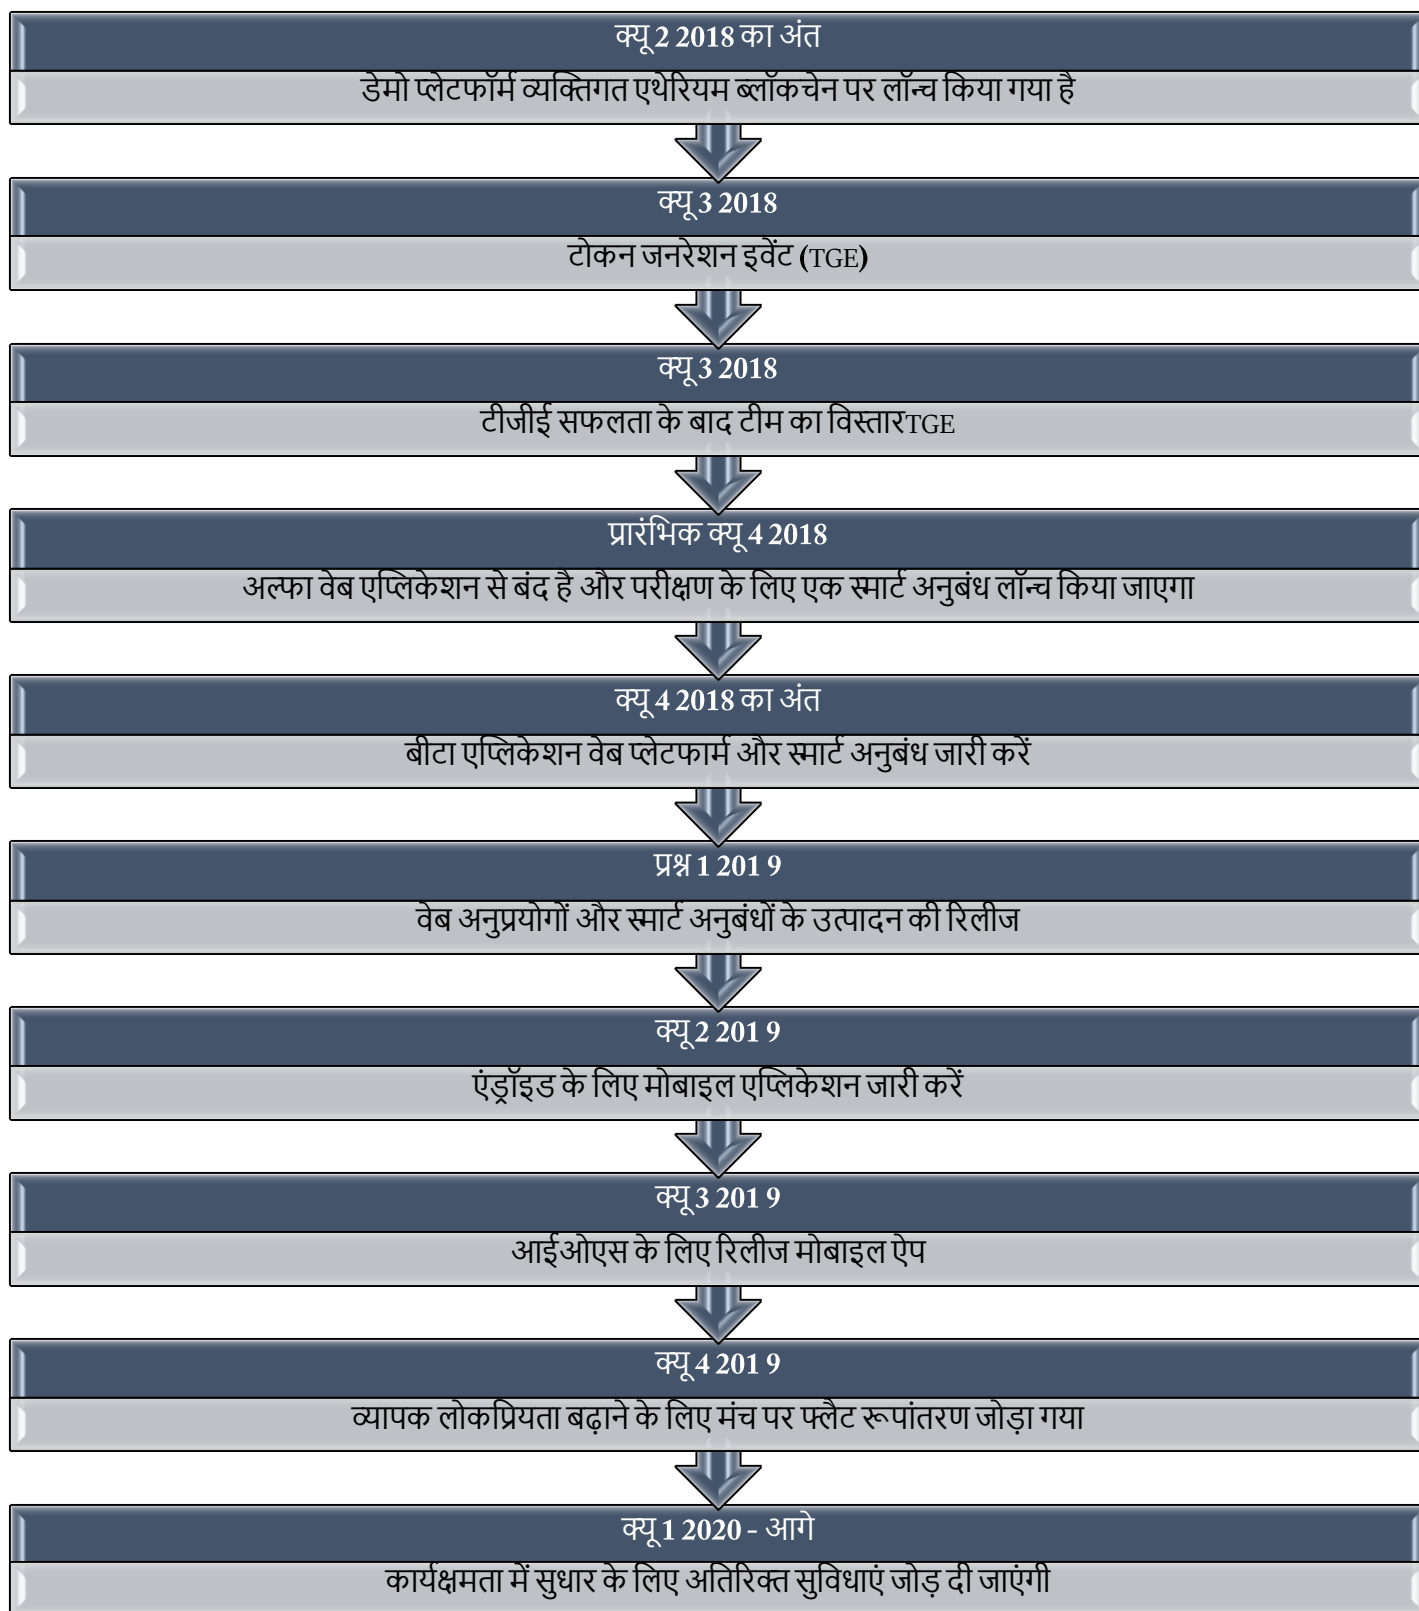 क्यू 2 2018 का अंत
डेमो प्लेटफॉर्म व्यक्तिगत एथेरियम ब्लॉकचेन पर लॉन्च किया गया है
क्यू 3 2018
टोकन जनरेशन इवेंट (TGE)
क्यू 3 2018
टीजीई सफलता के बाद टीम का विस्तारTGE
प्रारंभिक क्यू 4 2018
अल्फा वेब एप्लिकेशन से बंद है और परीक्षण के लिए एक स्मार्ट अनुबंध लॉन्च किया जाएगा
क्यू 4 2018 का अंत
बीटा एप्लिकेशन वेब प्लेटफार्म और स्मार्ट अनुबंध जारी करें
प्रश्न 1 201 9
वेब अनुप्रयोगों और स्मार्ट अनुबंधों के उत्पादन की रिलीज
क्यू 2 201 9
एंड्रॉइड के लिए मोबाइल एप्लिकेशन जारी करें
क्यू 3 201 9
आईओएस के लिए रिलीज मोबाइल ऐप
क्यू 4 201 9
व्यापक लोकप्रियता बढ़ाने के लिए मंच पर फ्लैट रूपांतरण जोड़ा गया
क्यू 1 2020 - आगे
कार्यक्षमता में सुधार के लिए अतिरिक्त सुविधाएं जोड़ दी जाएंगी